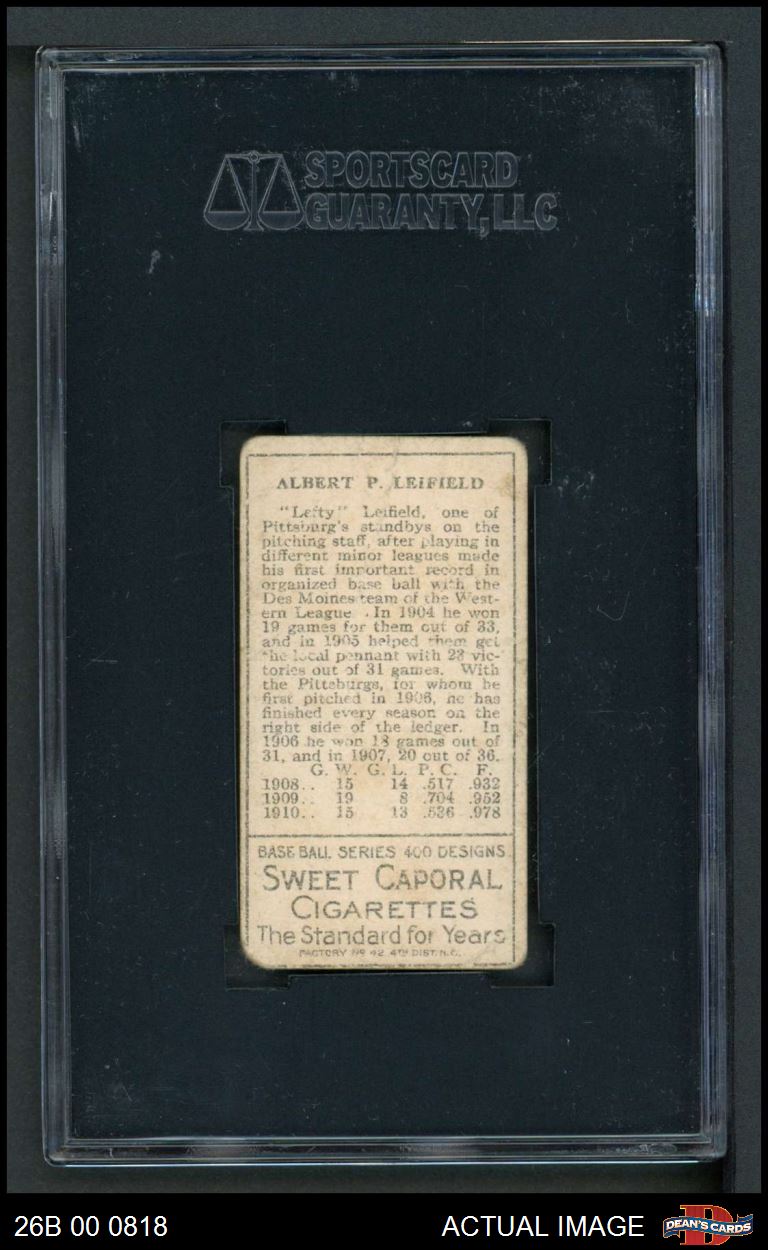 SPORTSCARD
GUARANTY, LLC
ALBERT P. LEIFIELD
"Lefty" Leifield, one of
Pittsburg's standbys on the
pitching staff, after playing in
different minor leagues made
his first important record in
organized base ball with the
Des Moines team of the West-
ern League. In 1904 he won
19 games for them out of 33,
and in 1905 helped them get
the local pennant with 23 vic-
tories out of 31 games. With
the Pittsburgs, for whom he
first pitched in 1906, he has
finished every season on the
right side of the ledger. In
1906 he won 18 games out of
31, and in 1907, 20 out of 36.
G. W. G. L. P. C. F.
1908.. 15 14 .517 .932
1909.. 19 8 .704 .952
1910.. 15 13 .536 .978
BASE BALL SERIES 400 DESIGNS
SWEET CAPORAL
CIGARETTES
The Standard for Years
FACTORY Nº 42 4TH DIST. N.C.
26B 00 0818
ACTUAL IMAGE
DEAN'S CARDS